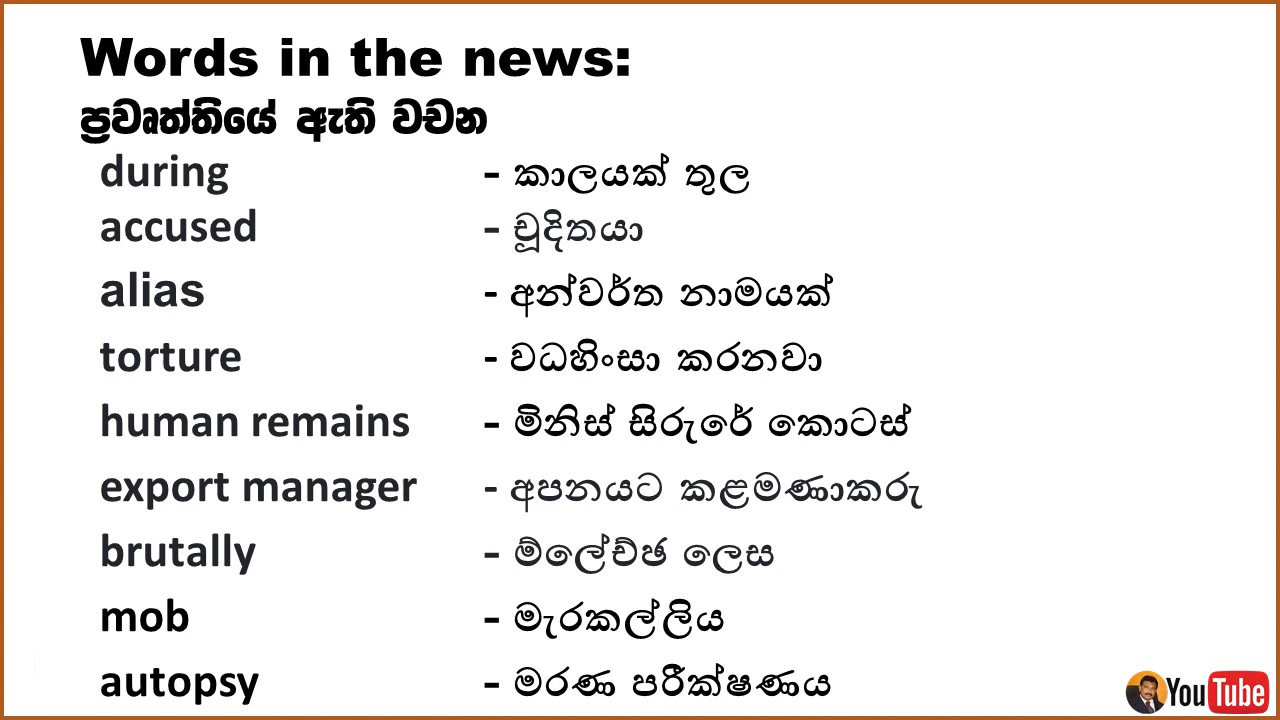 Words in the news:
ප්‍රවෘත්තියේ ඇති වචන
during - කාලයක් තුල
accused - චූදිතයා
alias - අන්වර්ත නාමයක්
torture - වධහිංසා කරනවා
human remains - මිනිස් සිරුරේ කොටස්
export manager - අපනයට කළමණාකරු
brutally - ම්ලේච්ඡ ලෙස
mob - මැරකල්ලිය
autopsy - මරණ පරීක්ෂණය
YouTube